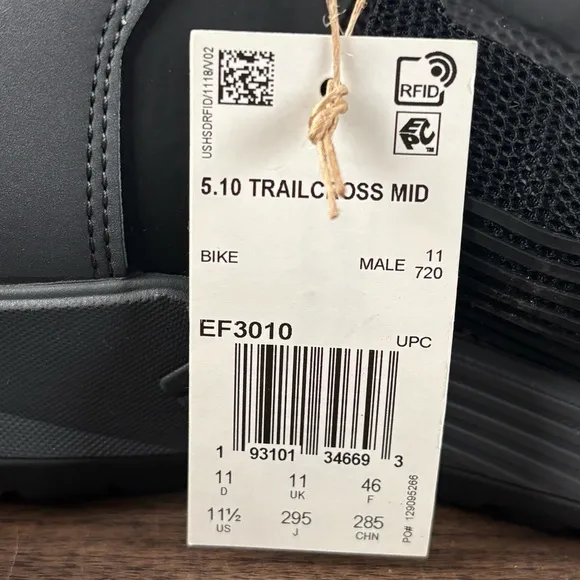 USHSDRFID/1118/V02
RFID
EPC™
5.10 TRAILCROSS MID
BIKE MALE 11
720
EF3010 UPC
1 93101 34669 3
11 11 46
D UK F
11½ 295 285
US J CHN
PO# 129095266